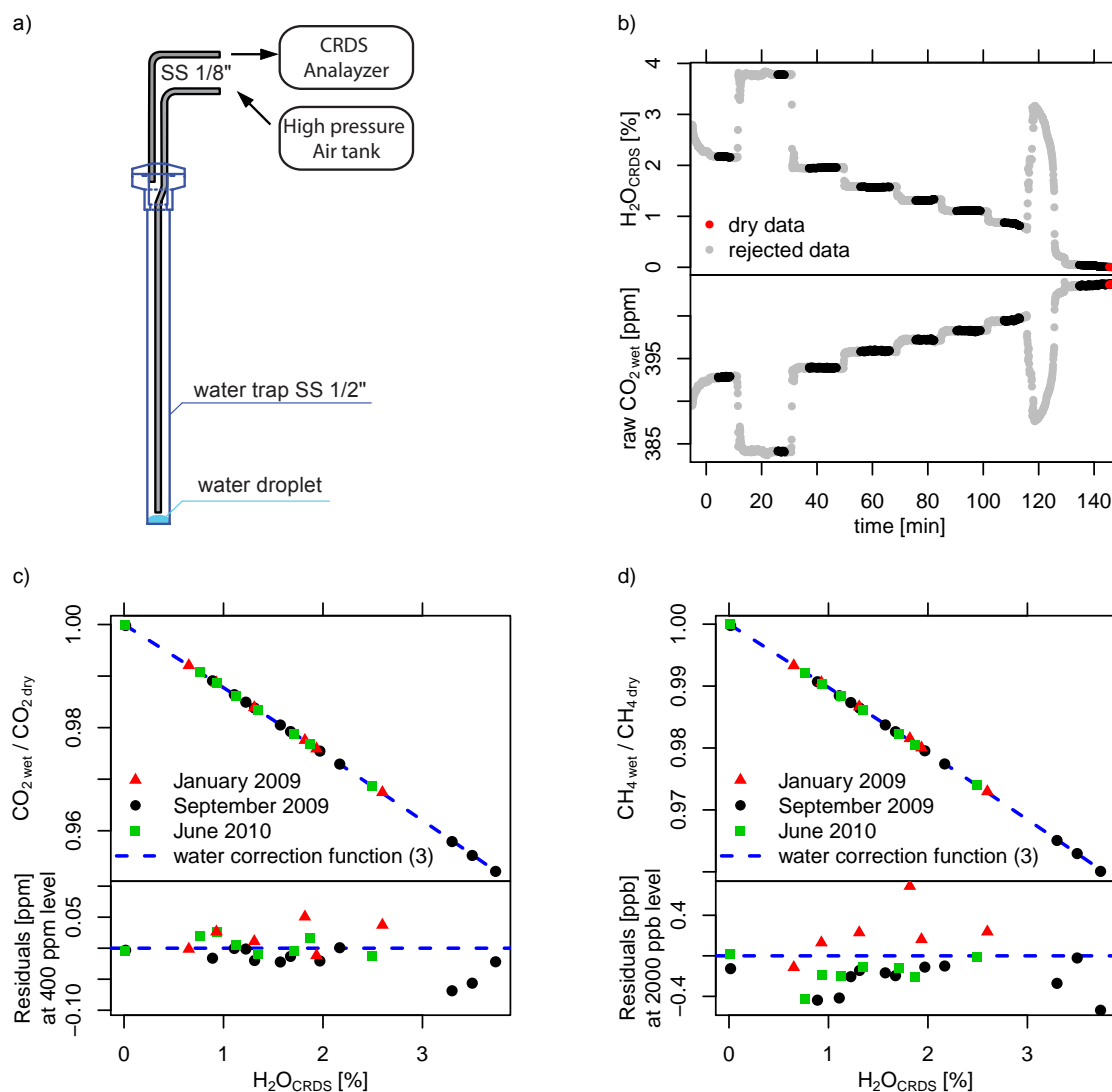 a)
CRDS
Analayzer
SS 1/8"
High pressure
Air tank
water trap SS 1/2"
water droplet
b)
H2OCRDS [%]
0 1 2 3 4
dry data
rejected data
raw CO2 wet [ppm]
385 395
0 20 40 60 80 100 120 140
time [min]
c)
CO2 wet / CO2 dry
0.96 0.98 1.00
January 2009
September 2009
June 2010
water correction function (3)
Residuals [ppm]
at 400 ppm level
−0.10 0.05
0 1 2 3
H2OCRDS [%]
d)
CH4 wet / CH4 dry
0.97 0.98 0.99 1.00
January 2009
September 2009
June 2010
water correction function (3)
Residuals [ppb]
at 2000 ppb level
−0.4 0.4
0 1 2 3
H2OCRDS [%]